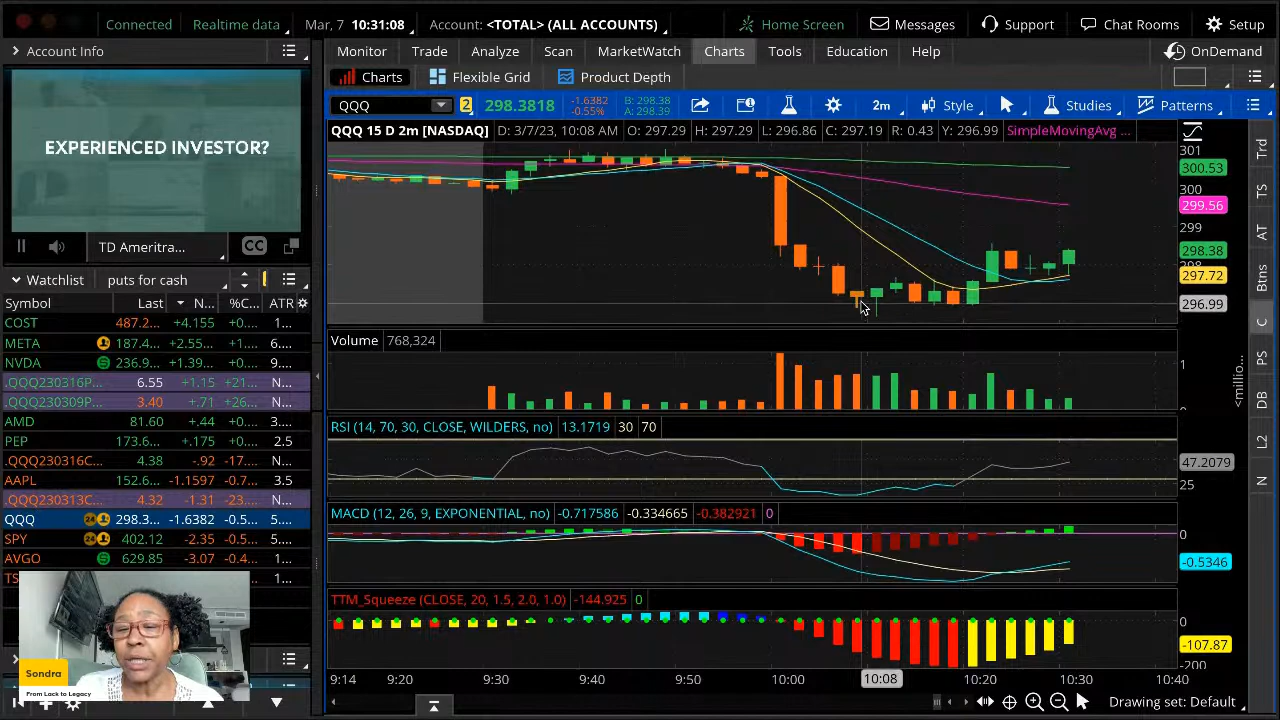 Connected Realtime data Mar, 7 10:31:08 Account: <TOTAL> (ALL ACCOUNTS) Home Screen Messages Support Chat Rooms Setup
Account Info
Monitor Trade Analyze Scan MarketWatch Charts Tools Education Help OnDemand
Charts Flexible Grid Product Depth
QQQ 2 298.3818 -1.6382 -0.55% B: 298.38 A: 298.39 2m Style Studies Patterns
QQQ 15 D 2m [NASDAQ] D: 3/7/23, 10:08 AM O: 297.29 H: 297.29 L: 296.86 C: 297.19 R: 0.43 Y: 296.99 SimpleMovingAvg ...
EXPERIENCED INVESTOR?
TD Ameritra...
CC
Watchlist puts for cash
Symbol Last N... %C... ATR
COST 487.2... +4.155 +0.... 1...
META 187.4... +2.55... +1... 6....
NVDA 236.9... +1.39... +0.... 9....
.QQQ230316P... 6.55 +1.15 +21... N...
.QQQ230309P... 3.40 +.71 +26... N...
AMD 81.60 +.44 +0.... 3....
PEP 173.6... +.175 +0.... 2.5
.QQQ230316C... 4.38 -.92 -17.... N...
AAPL 152.6... -1.1597 -0.7... 3.5
.QQQ230313C... 4.32 -1.31 -23.... N...
QQQ 298.3... -1.6382 -0.5... 5....
SPY 402.12 -2.35 -0.5... 5....
AVGO 629.85 -3.07 -0.4... 1...
TS
Sondra
From Lack to Legacy
301
300.53
300
299.56
299
298.38
298
297.72
296.99
Volume 768,324
1
0
<millio...
RSI (14, 70, 30, CLOSE, WILDERS, no) 13.1719 30 70
47.2079
25
MACD (12, 26, 9, EXPONENTIAL, no) -0.717586 -0.334665 -0.382921 0
0
-0.5346
TTM_Squeeze (CLOSE, 20, 1.5, 2.0, 1.0) -144.925 0
0
-107.87
-200
9:14 9:20 9:30 9:40 9:50 10:08 10:20 10:30 10:40
Drawing set: Default
Trd
TS
AT
Btns
C
PS
DB
L2
N